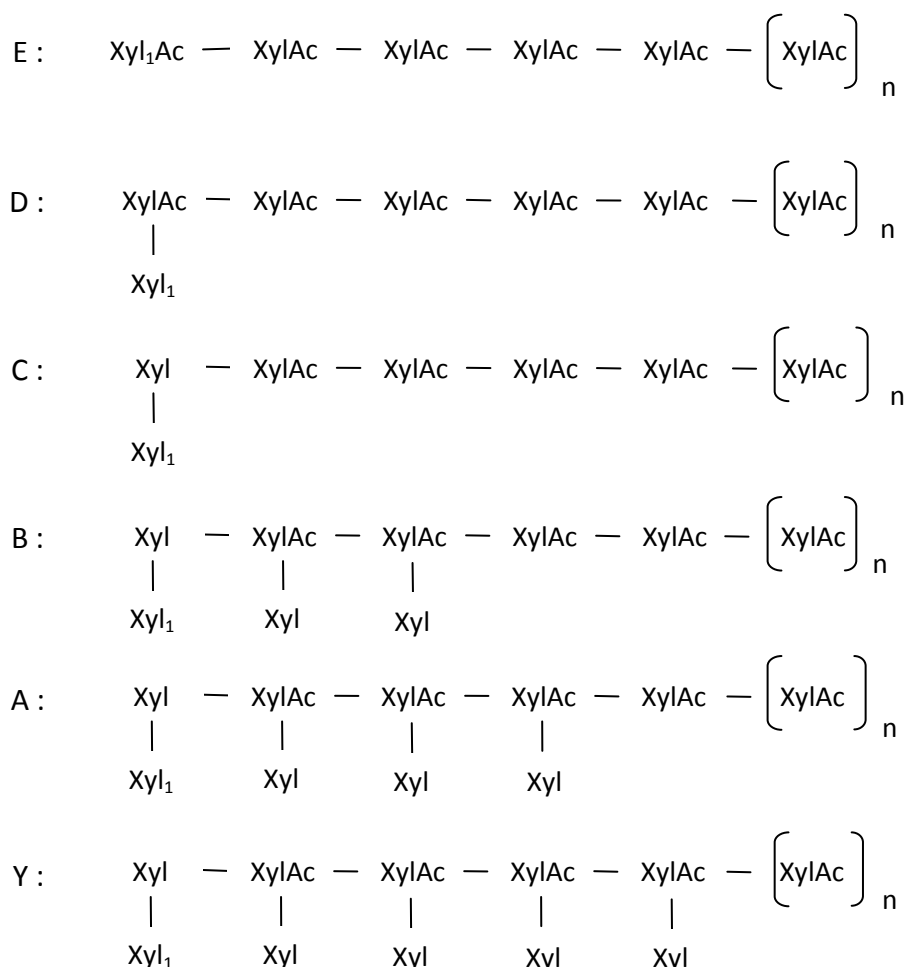 E : Xyl₁Ac — XylAc — XylAc — XylAc — XylAc — [XylAc] n
D : XylAc — XylAc — XylAc — XylAc — XylAc — [XylAc] n
Xyl₁
C : Xyl — XylAc — XylAc — XylAc — XylAc — [XylAc] n
Xyl₁
B : Xyl — XylAc — XylAc — XylAc — XylAc — [XylAc] n
Xyl₁ Xyl Xyl
A : Xyl — XylAc — XylAc — XylAc — XylAc — [XylAc] n
Xyl₁ Xyl Xyl Xyl
Y : Xyl — XylAc — XylAc — XylAc — XylAc — [XylAc] n
Xyl₁ Xyl Xyl Xyl Xyl